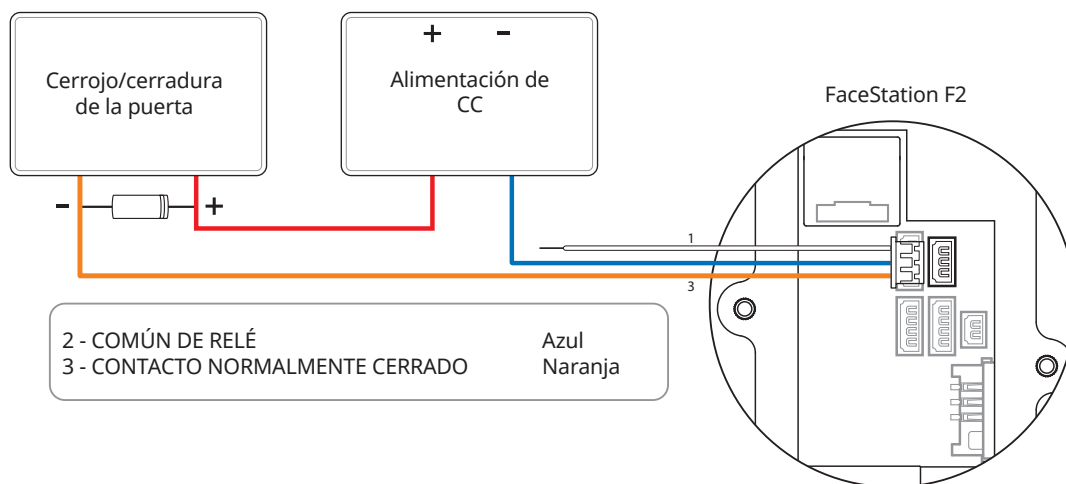 Cerrojo/cerradura
de la puerta
+ -
Alimentación de
CC
FaceStation F2
- +
1
3
2 - COMÚN DE RELÉ Azul
3 - CONTACTO NORMALMENTE CERRADO Naranja